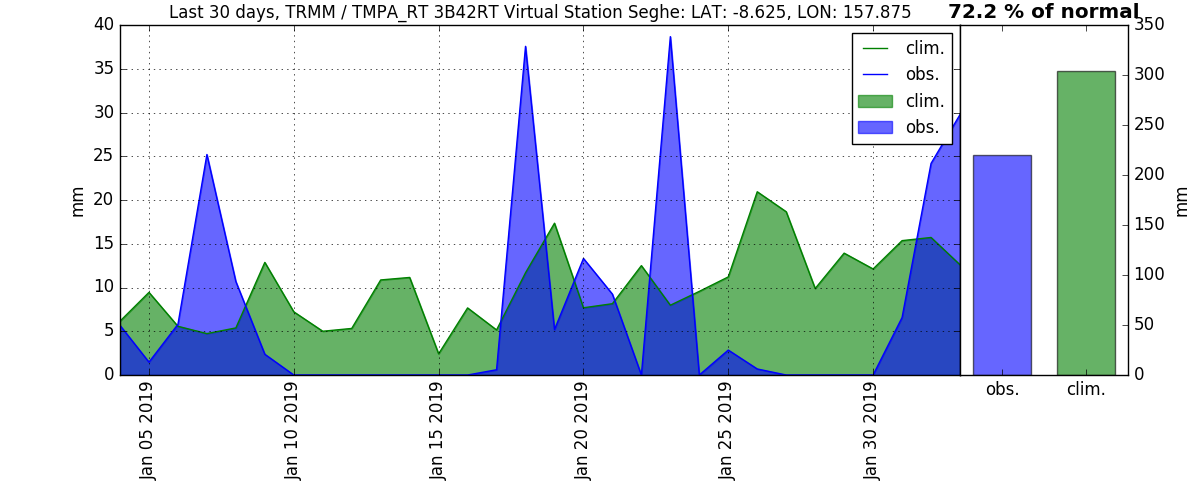 Last 30 days, TRMM / TMPA_RT 3B42RT Virtual Station Seghe: LAT: -8.625, LON: 157.875
72.2 % of normal
40
35
30
25
20
15
10
5
0
mm
clim.
obs.
clim.
obs.
Jan 05 2019
Jan 10 2019
Jan 15 2019
Jan 20 2019
Jan 25 2019
Jan 30 2019
350
300
250
200
150
100
50
0
mm
obs.
clim.